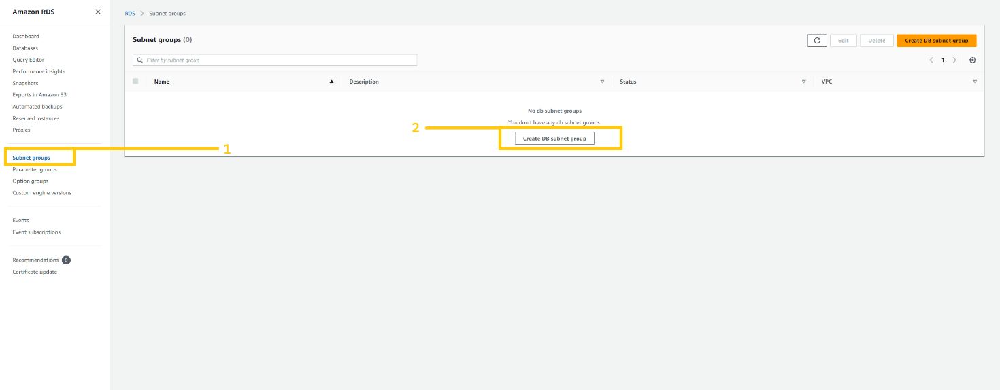 Amazon RDS
Dashboard
Databases
Query Editor
Performance insights
Snapshots
Exports in Amazon S3
Automated backups
Reserved instances
Proxies
Subnet groups
Parameter groups
Option groups
Custom engine versions
Events
Event subscriptions
Recommendations 0
Certificate update
1
RDS > Subnet groups
Subnet groups (0)
Edit
Delete
Create DB subnet group
Filter by subnet group
1
Name
Description
Status
VPC
No db subnet groups
You don't have any db subnet groups.
2
Create DB subnet group